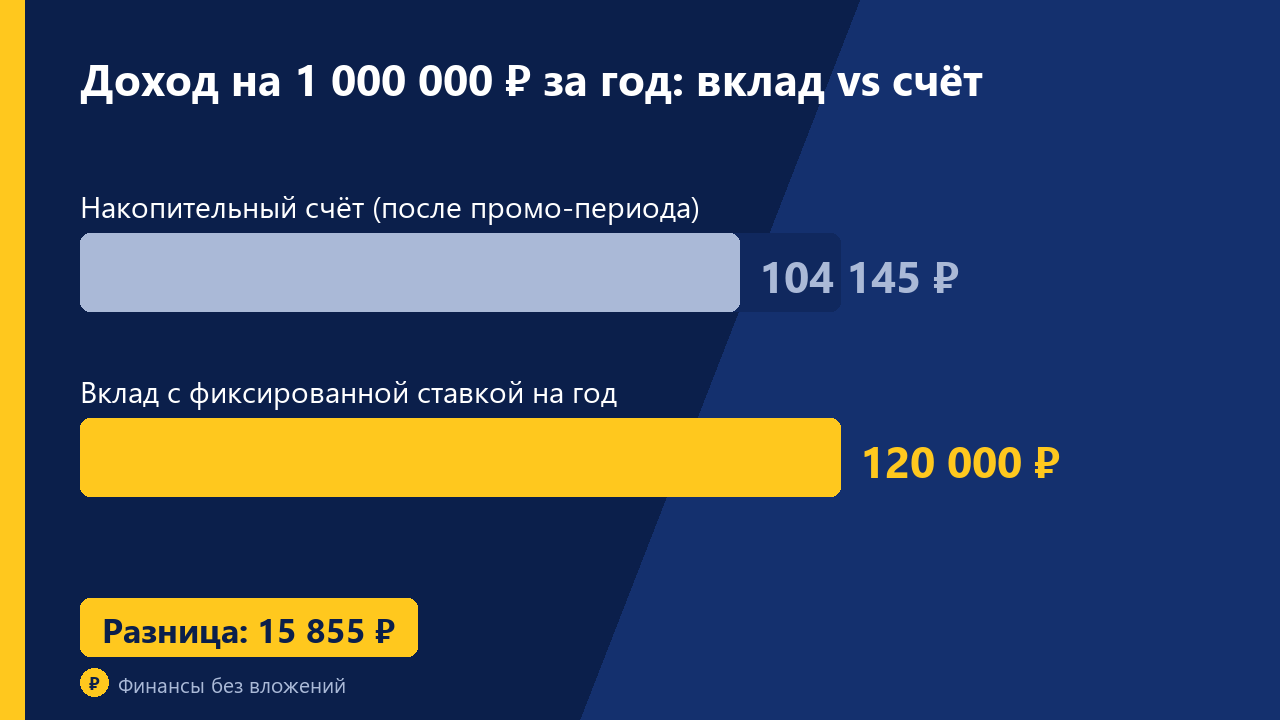 Доход на 1 000 000 ₽ за год: вклад vs счёт
Накопительный счёт (после промо-периода)
104 145 ₽
Вклад с фиксированной ставкой на год
120 000 ₽
Разница: 15 855 ₽
₽ Финансы без вложений